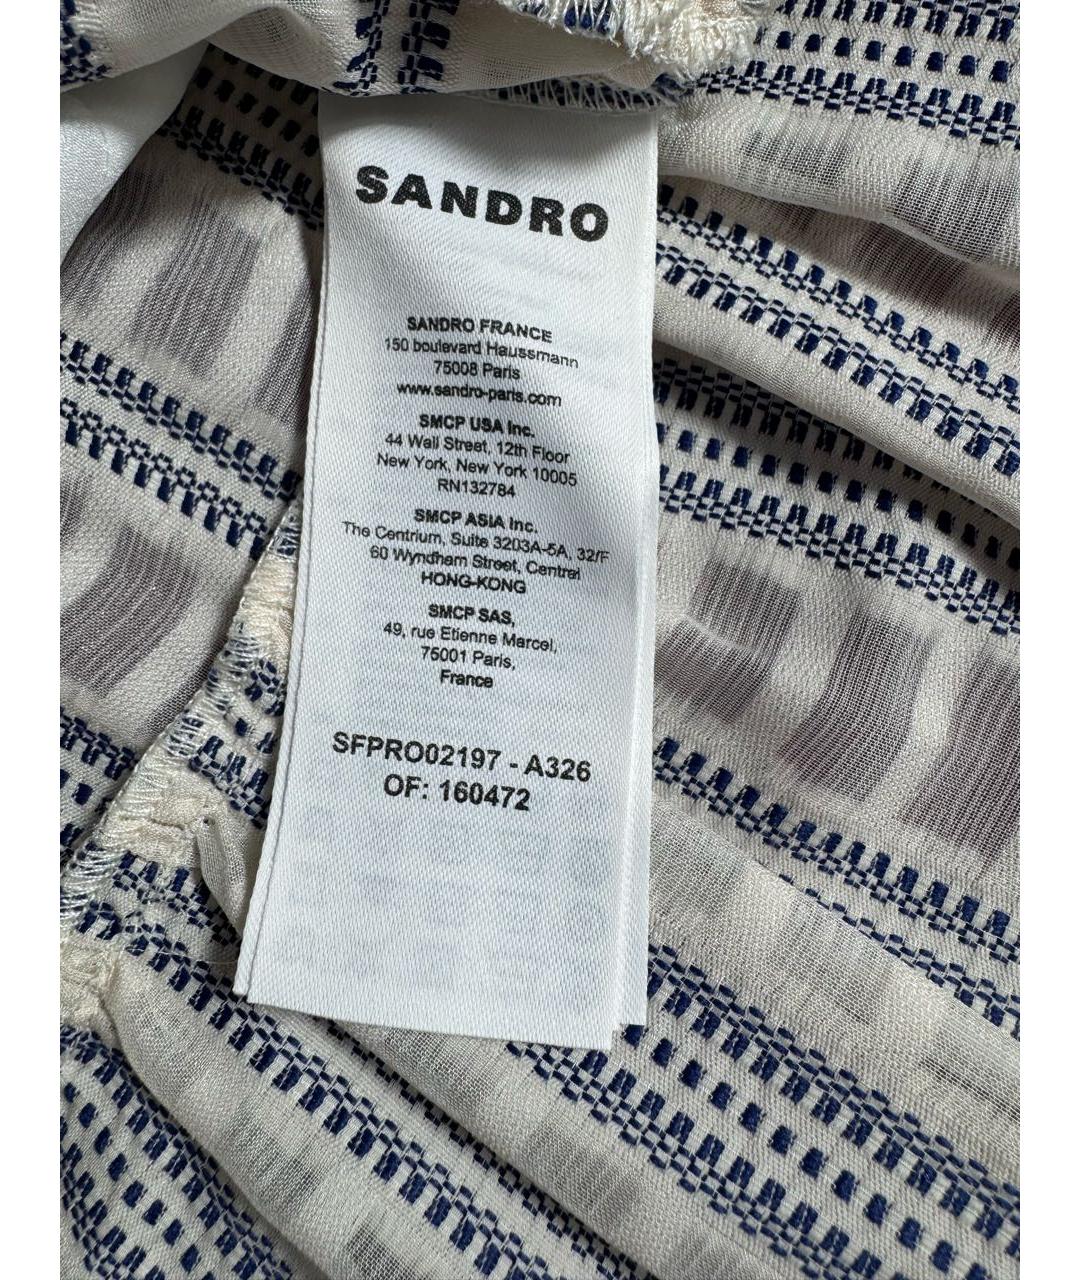 SANDRO
SANDRO FRANCE
150 boulevard Haussmann
75008 Paris
www.sandro-paris.com
SMCP USA Inc.
44 Wall Street, 12th Floor
New York, New York 10005
RN132784
SMCP ASIA Inc.
The Centrium, Suite 3203A-5A, 32/F
60 Wyndham Street, Central
HONG-KONG
SMCP SAS,
49, rue Etienne Marcel,
75001 Paris,
France
SFPRO02197 - A326
OF: 160472